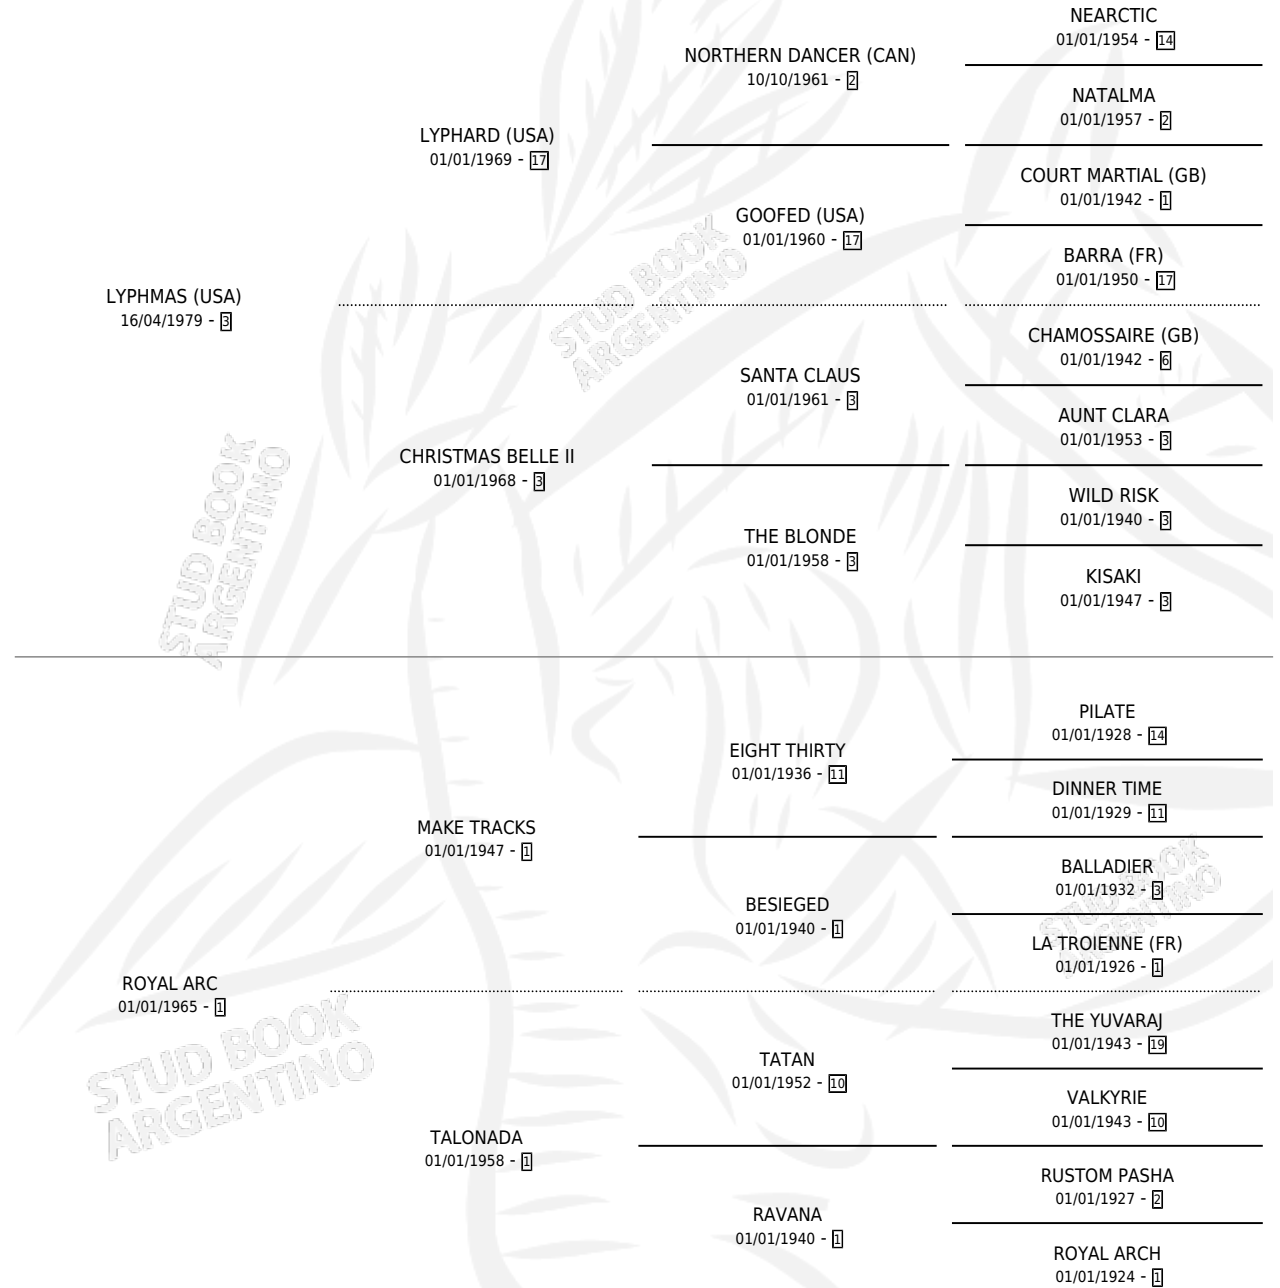 NEARCTIC
01/01/1954 - 14
NORTHERN DANCER (CAN)
10/10/1961 - 2
NATALMA
01/01/1957 - 2
LYPHARD (USA)
01/01/1969 - 17
COURT MARTIAL (GB)
01/01/1942 - 1
GOOFED (USA)
01/01/1960 - 17
BARRA (FR)
01/01/1950 - 17
LYPHMAS (USA)
16/04/1979 - 3
STUD BOOK
ARGENTINO
CHAMOSSAIRE (GB)
01/01/1942 - 6
SANTA CLAUS
01/01/1961 - 3
AUNT CLARA
01/01/1953 - 3
CHRISTMAS BELLE II
01/01/1968 - 3
WILD RISK
01/01/1940 - 3
THE BLONDE
01/01/1958 - 3
KISAKI
01/01/1947 - 3
STUD BOOK
ARGENTINO
PILATE
01/01/1928 - 14
EIGHT THIRTY
01/01/1936 - 11
DINNER TIME
01/01/1929 - 11
MAKE TRACKS
01/01/1947 - 1
BALLADIER
01/01/1932 - 3
BESIEGED
01/01/1940 - 1
STUD BOOK
ARGENTINO
LA TROIENNE (FR)
01/01/1926 - 1
ROYAL ARC
01/01/1965 - 1
THE YUVARAJ
01/01/1943 - 19
TATAN
01/01/1952 - 10
STUD BOOK
ARGENTINO
VALKYRIE
01/01/1943 - 10
TALONADA
01/01/1958 - 1
RUSTOM PASHA
01/01/1927 - 2
RAVANA
01/01/1940 - 1
ROYAL ARCH
01/01/1924 - 1